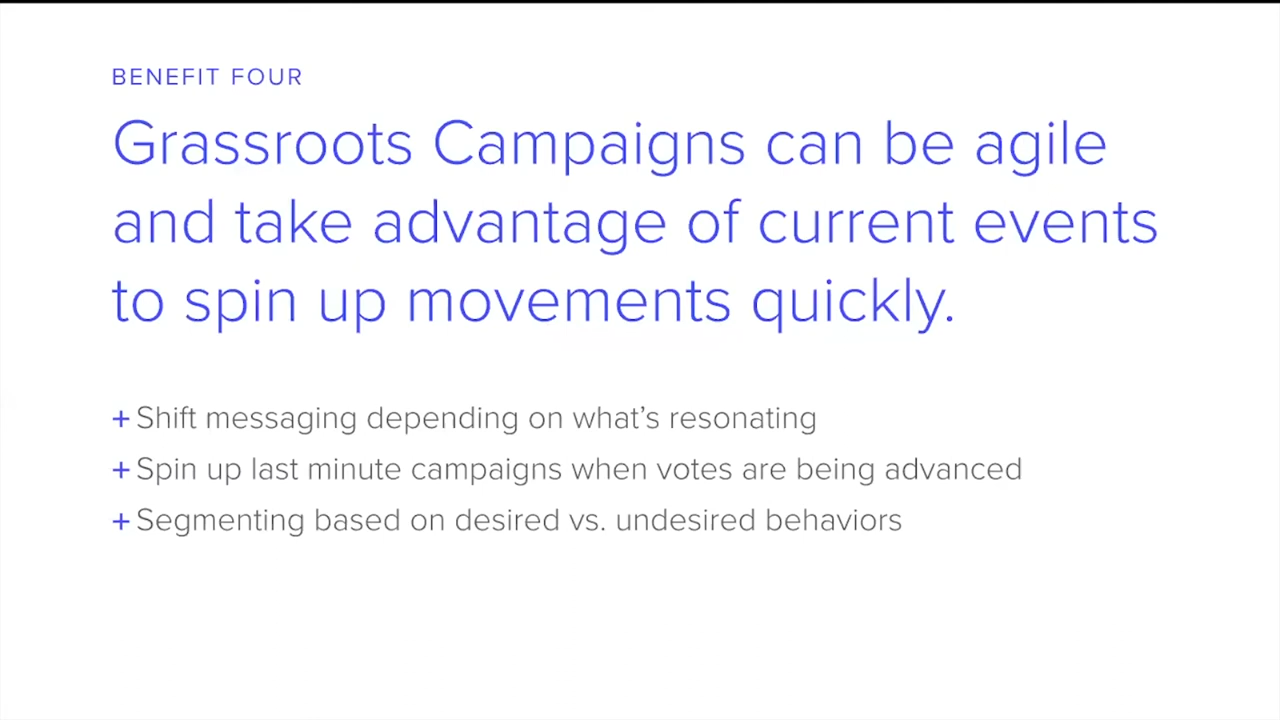 BENEFIT FOUR
Grassroots Campaigns can be agile
and take advantage of current events
to spin up movements quickly.
+ Shift messaging depending on what’s resonating
+ Spin up last minute campaigns when votes are being advanced
+ Segmenting based on desired vs. undesired behaviors